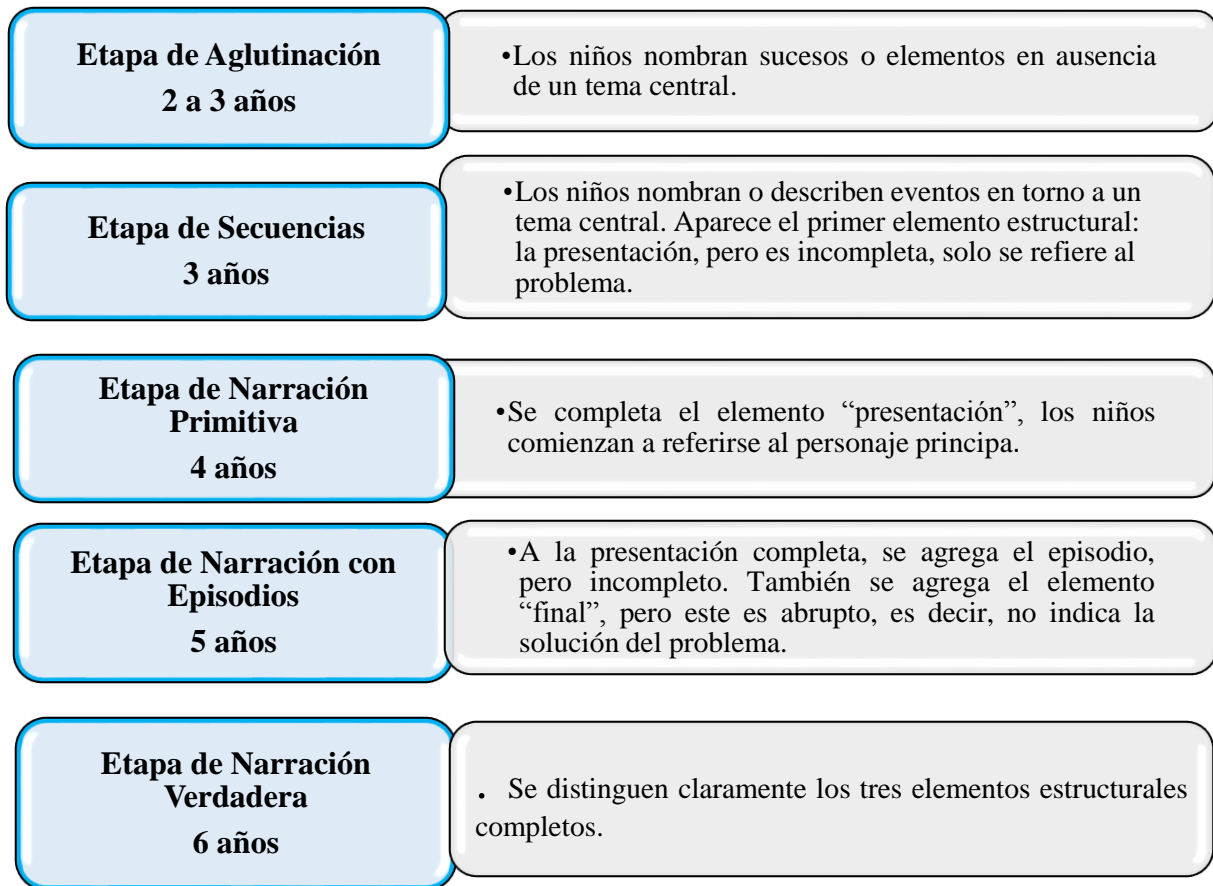 Etapa de Aglutinación
2 a 3 años
•Los niños nombran sucesos o elementos en ausencia
de un tema central.
Etapa de Secuencias
3 años
•Los niños nombran o describen eventos en torno a un
tema central. Aparece el primer elemento estructural:
la presentación, pero es incompleta, solo se refiere al
problema.
Etapa de Narración
Primitiva
4 años
•Se completa el elemento “presentación”, los niños
comienzan a referirse al personaje principa.
Etapa de Narración con
Episodios
5 años
•A la presentación completa, se agrega el episodio,
pero incompleto. También se agrega el elemento
“final”, pero este es abrupto, es decir, no indica la
solución del problema.
Etapa de Narración
Verdadera
6 años
. Se distinguen claramente los tres elementos estructurales
completos.